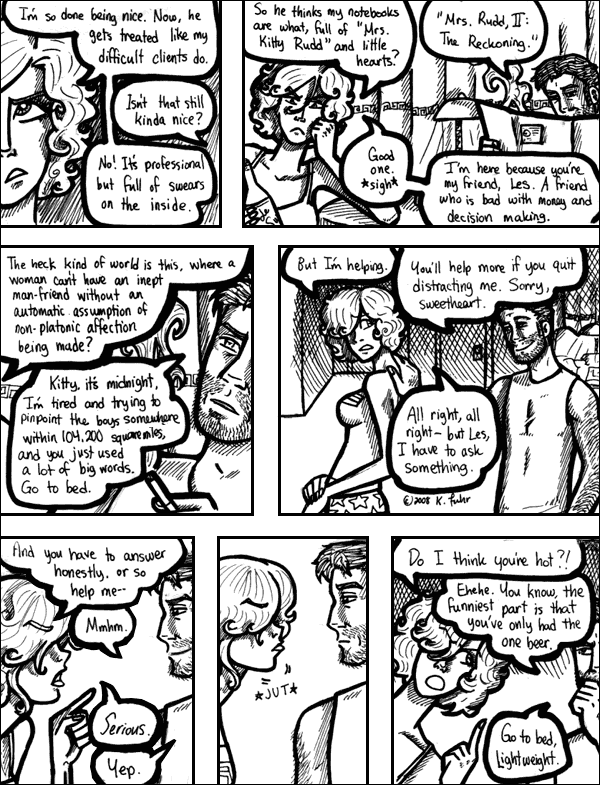 I'm so done being nice. Now, he
gets treated like my
difficult clients do.
Isn't that still
kinda nice?
No! It's professional
but full of swears
on the inside.
So he thinks my notebooks
are what, full of "Mrs.
Kitty Rudd" and little
hearts?
"Mrs. Rudd, II:
The Reckoning."
Good
one.
*sigh*
I'm here because you're
my friend, Les. A friend
who is bad with money and
decision making.
The heck kind of world is this, where a
woman can't have an inept
man-friend without an
automatic assumption of
non-platonic affection
being made?
Kitty, it's midnight,
I'm tired and trying to
pinpoint the boys somewhere
within 104,200 square miles,
and you just used
a lot of big words.
Go to bed.
But I'm helping.
You'll help more if you quit
distracting me. Sorry,
sweetheart.
All right, all
right~ but Les,
I have to ask
something.
©2008 K. Fuhr
And you have to answer
honestly, or so
help me--
Mmhm.
Serious.
Yep.
*JUT*
Do I think you're hot?!
Ehehe. You know, the
funniest part is that
you've only had the
one beer.
Go to bed,
lightweight.